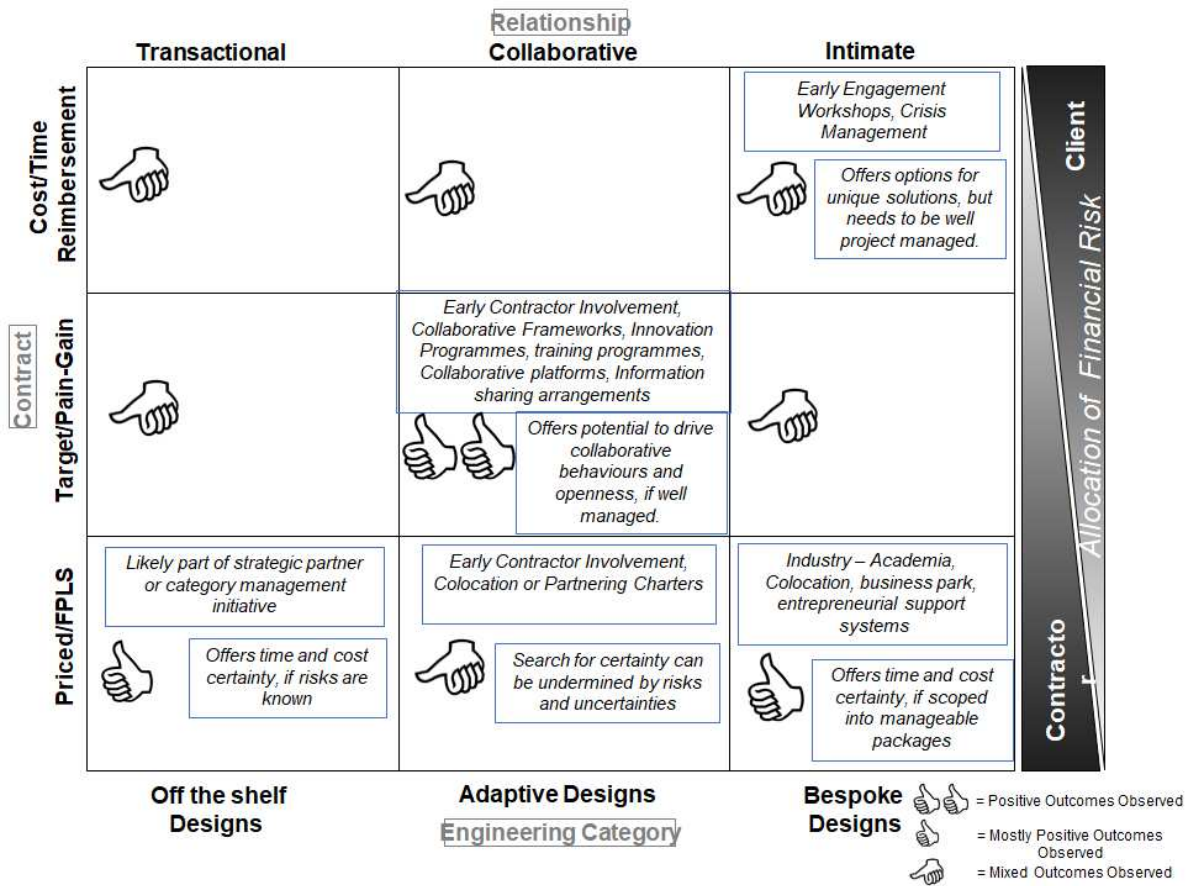 Relationship
Transactional
Collaborative
Intimate
Contract
Cost/Time
Reimbersement
Early Engagement
Workshops, Crisis
Management
Offers options for
unique solutions, but
needs to be well
project managed.
Target/Pain-Gain
Early Contractor Involvement,
Collaborative Frameworks, Innovation
Programmes, training programmes,
Collaborative platforms, Information
sharing arrangements
Offers potential to drive
collaborative
behaviours and
openness, if well
managed.
Priced/FPLS
Likely part of strategic partner
or category management
initiative
Offers time and cost
certainty, if risks are
known
Early Contractor Involvement,
Colocation or Partnering Charters
Search for certainty can
be undermined by risks
and uncertainties
Industry – Academia,
Colocation, business park,
entrepreneurial support
systems
Offers time and cost
certainty, if scoped
into manageable
packages
Client
Allocation of Financial Risk
Contracto
r
Off the shelf
Designs
Adaptive Designs
Bespoke
Designs
Engineering Category
= Positive Outcomes Observed
= Mostly Positive Outcomes
Observed
= Mixed Outcomes Observed